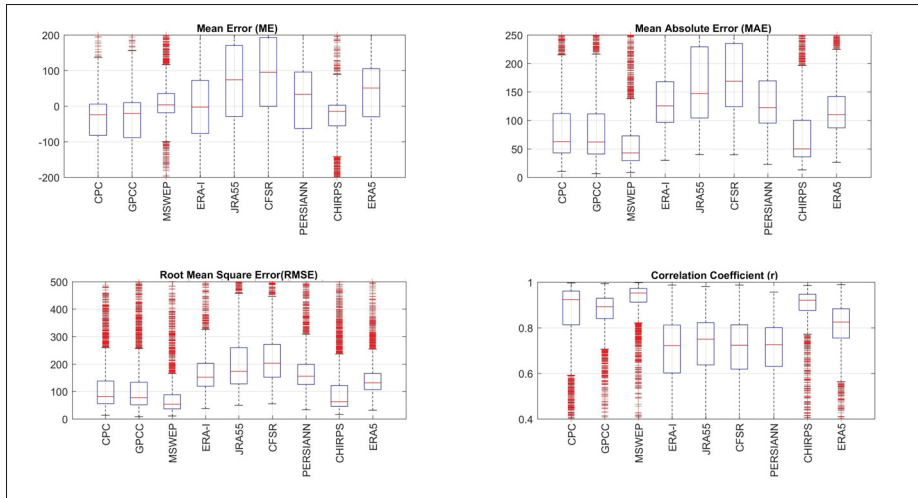 Mean Error (ME)
200
100
0
-100
-200
CPC
GPCC
MSWEP
ERA-I
JRA55
CFSR
PERSIANN
CHIRPS
ERA5
Mean Absolute Error (MAE)
250
200
150
100
50
0
CPC
GPCC
MSWEP
ERA-I
JRA55
CFSR
PERSIANN
CHIRPS
ERA5
Root Mean Square Error(RMSE)
500
400
300
200
100
0
CPC
GPCC
MSWEP
ERA-I
JRA55
CFSR
PERSIANN
CHIRPS
ERA5
Correlation Coefficient (r)
1
0.8
0.6
0.4
CPC
GPCC
MSWEP
ERA-I
JRA55
CFSR
PERSIANN
CHIRPS
ERA5